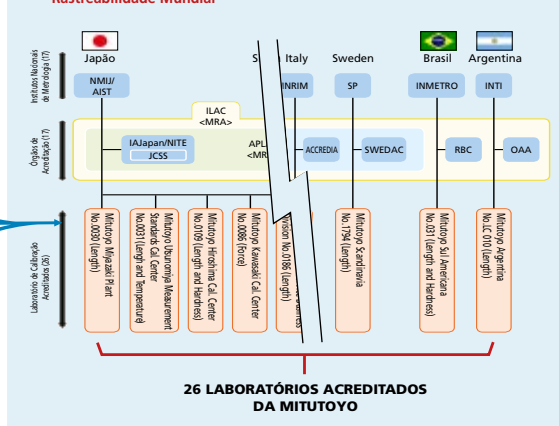 Rastreabilidade Mundial
Japão
Italy
Sweden
Brasil
Argentina
Institutos Nacionais
de Metrologia (17)
NMIJ/
AIST
INRIM
SP
INMETRO
INTI
ILAC
<MRA>
Órgãos de
Acreditação (17)
IAJapan/NITE
JCSS
ACCREDIA
SWEDAC
RBC
OAA
Laboratório de Calibração
Acreditados (26)
Mitutoyo Miyazaki Plant
No.0030 (Length)
Mitutoyo Utsunomiya Measurement
Standards Cal. Center
No.0031 (Lengh and Temperature)
Mitutoyo Hiroshima Cal. Center
No.0109 (Length and Hardness)
Mitutoyo Kawasaki Cal. Center
No.0086 (Force)
No.0186 (Length)
Mitutoyo Scandinavia
No.1794 (Length)
Mitutoyo Sul Americana
No.031 (Length and Hardness)
Mitutoyo Argentina
No.LC 010 (Length)
26 LABORATÓRIOS ACREDITADOS
DA MITUTOYO